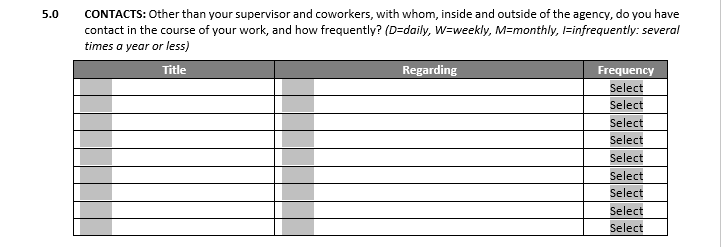 5.0 CONTACTS: Other than your supervisor and coworkers, with whom, inside and outside of the agency, do you have
contact in the course of your work, and how frequently? (D=daily, W=weekly, M=monthly, I=infrequently: several
times a year or less)
Title Regarding Frequency
Select
Select
Select
Select
Select
Select
Select
Select
Select